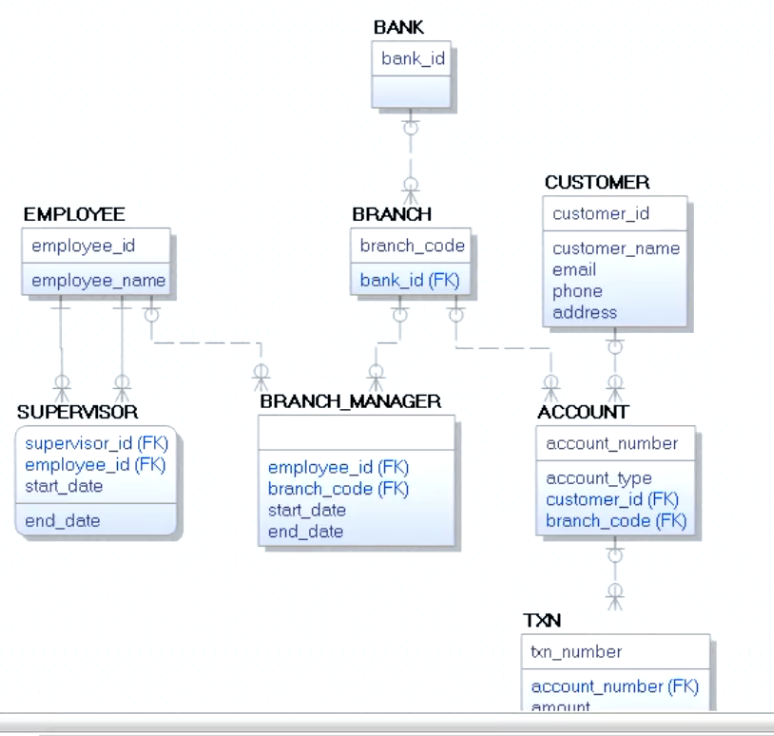 BANK
bank_id
EMPLOYEE
employee_id
employee_name
BRANCH
branch_code
bank_id (FK)
CUSTOMER
customer_id
customer_name
email
phone
address
SUPERVISOR
supervisor_id (FK)
employee_id (FK)
start_date
end_date
BRANCH_MANAGER
employee_id (FK)
branch_code (FK)
start_date
end_date
ACCOUNT
account_number
account_type
customer_id (FK)
branch_code (FK)
TXN
txn_number
account_number (FK)
amount